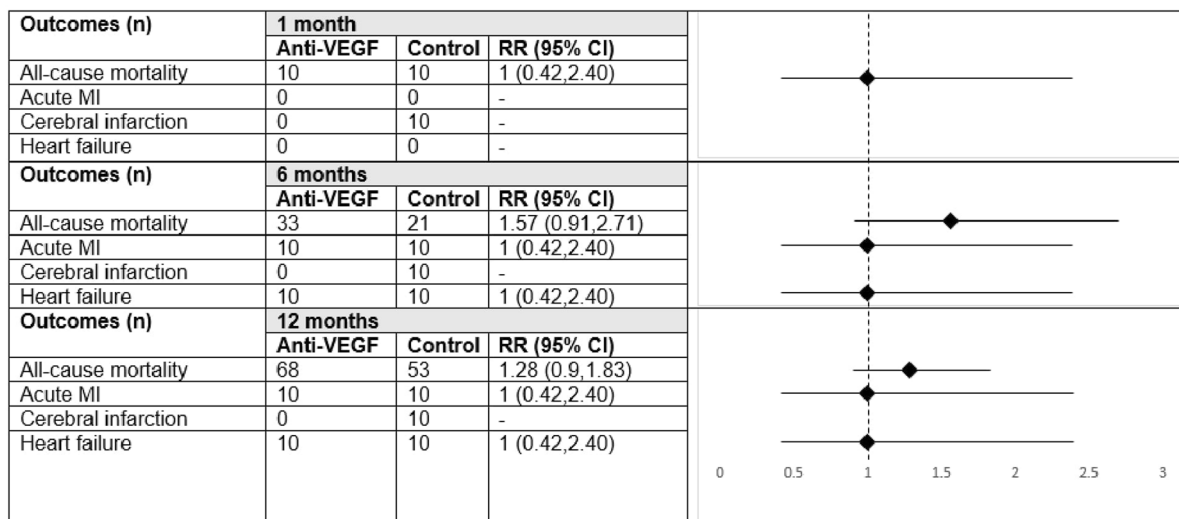 Outcomes (n) 1 month
Anti-VEGF Control RR (95% CI)
All-cause mortality 10 10 1 (0.42,2.40)
Acute MI 0 0 -
Cerebral infarction 0 10 -
Heart failure 0 0 -
Outcomes (n) 6 months
Anti-VEGF Control RR (95% CI)
All-cause mortality 33 21 1.57 (0.91,2.71)
Acute MI 10 10 1 (0.42,2.40)
Cerebral infarction 0 10 -
Heart failure 10 10 1 (0.42,2.40)
Outcomes (n) 12 months
Anti-VEGF Control RR (95% CI)
All-cause mortality 68 53 1.28 (0.9,1.83)
Acute MI 10 10 1 (0.42,2.40)
Cerebral infarction 0 10 -
Heart failure 10 10 1 (0.42,2.40)
0 0.5 1 1.5 2 2.5 3